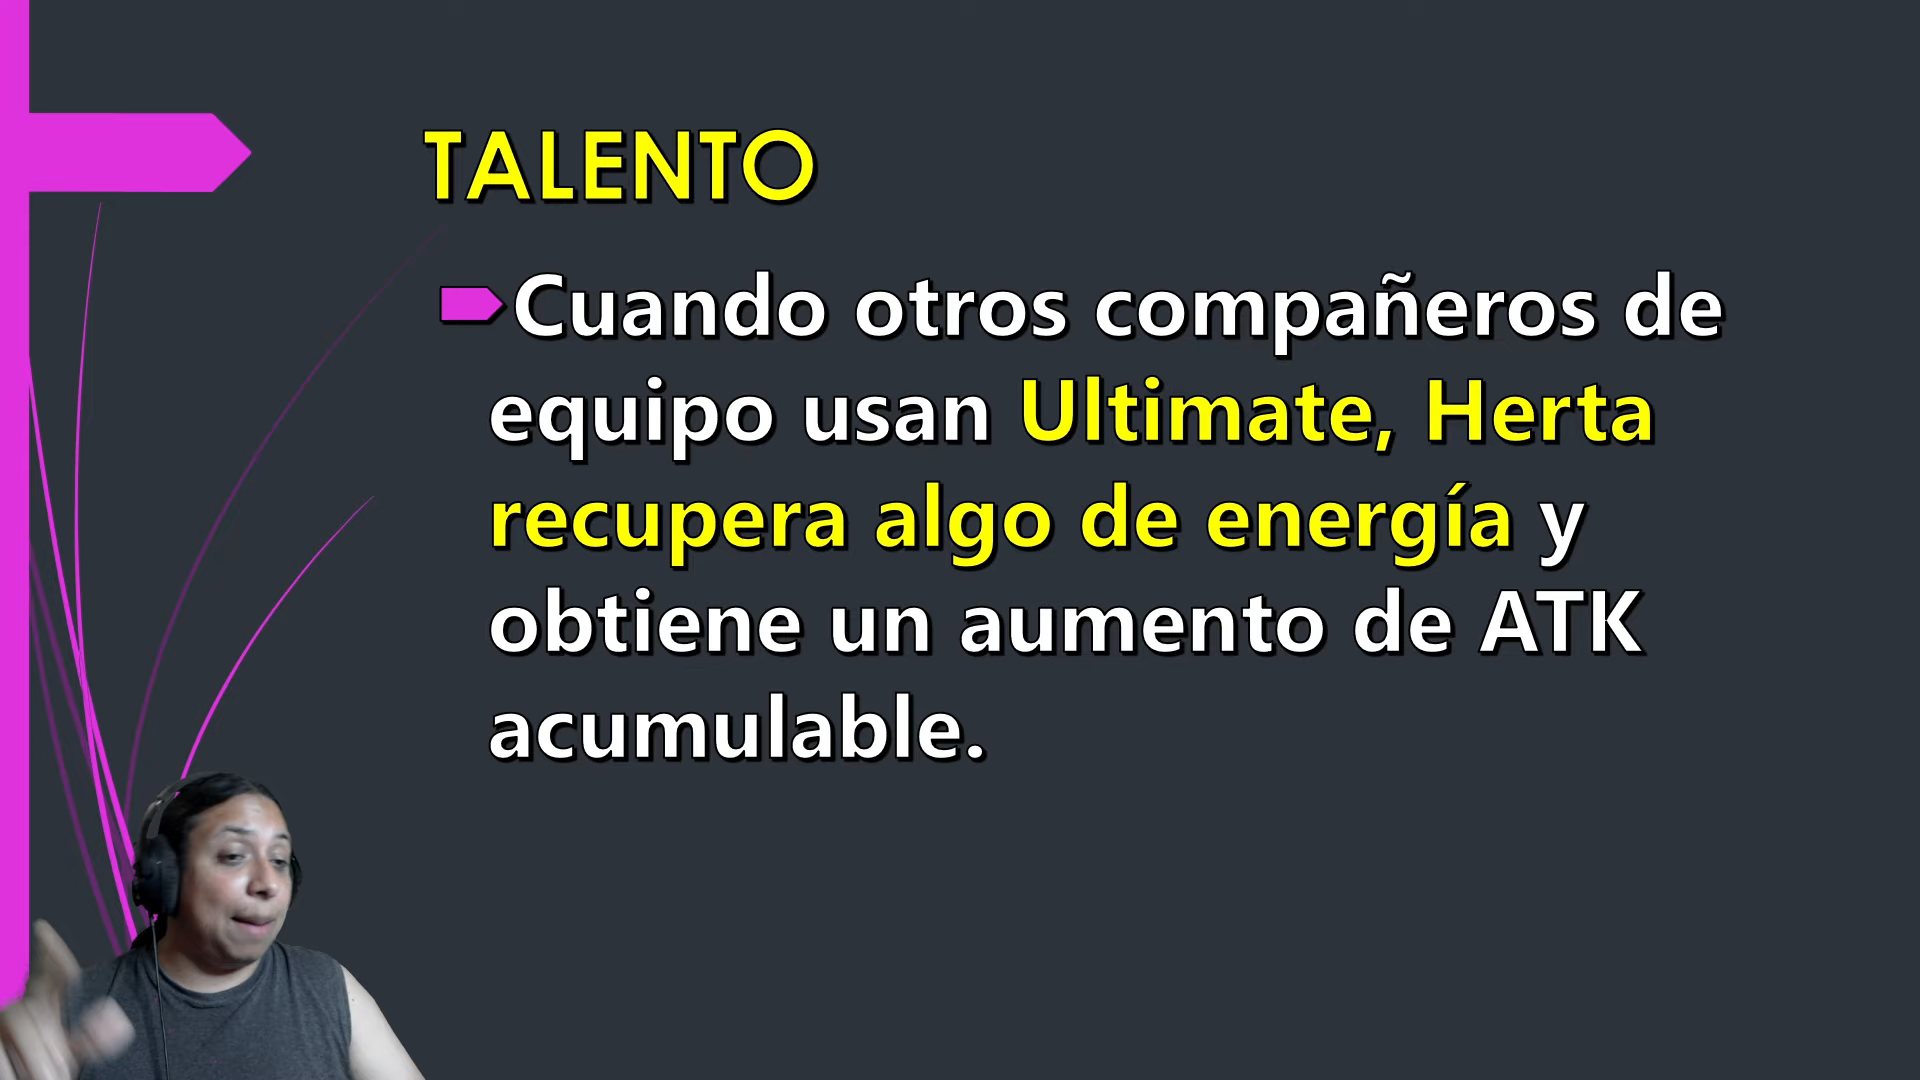 TALENTO
Cuando otros compañeros de
equipo usan Ultimate, Herta
recupera algo de energía y
obtiene un aumento de ATK
acumulable.